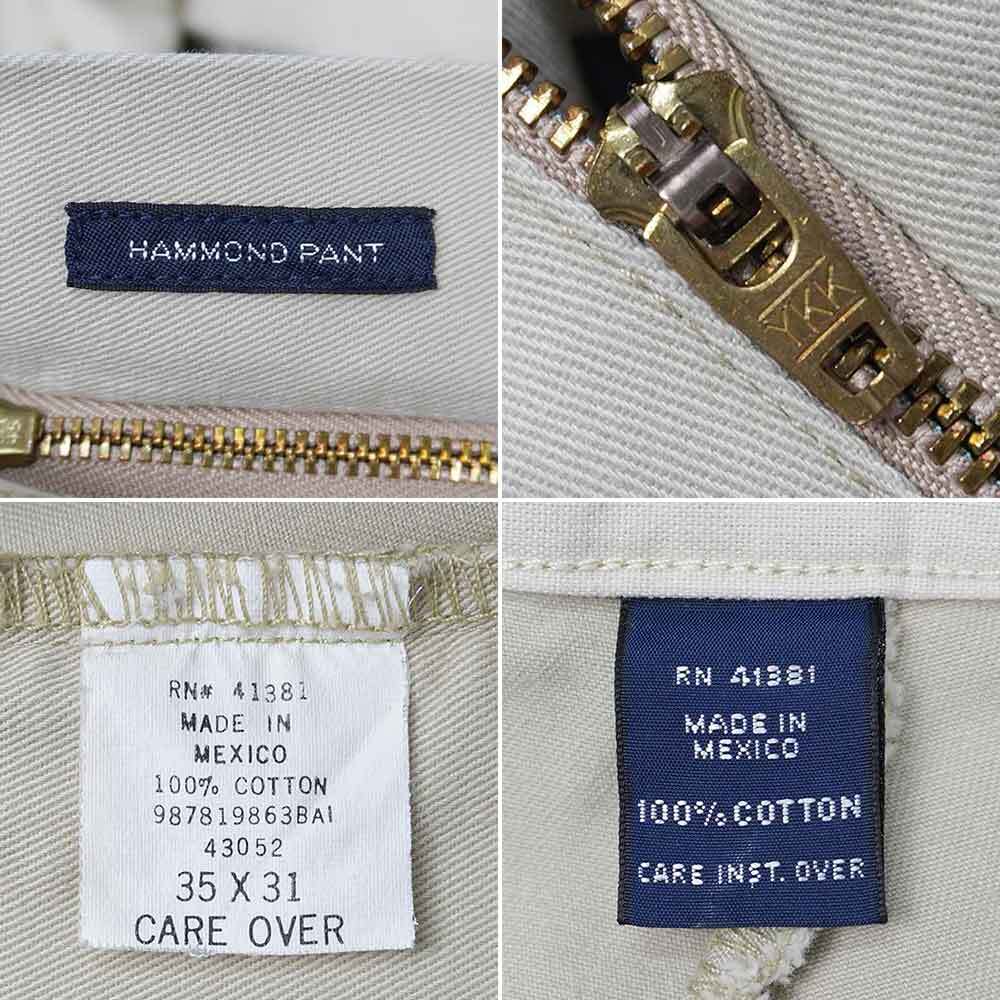 HAMMOND PANT
YKK
RN# 41381
MADE IN
MEXICO
100% COTTON
987819863BAI
43052
35 X 31
CARE OVER
RN 41381
MADE IN
MEXICO
100% COTTON
CARE INST. OVER